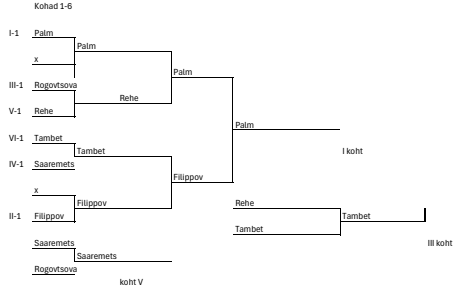 Kohad 1-6
I-1 Palm
Palm
x
Palm
III-1 Rogovtsova
Rehe
V-1 Rehe
Palm
VI-1 Tambet
Tambet
I koht
IV-1 Saaremets
Filippov
x
Filippov
Rehe
II-1 Filippov
Tambet
Tambet
Saaremets
III koht
Saaremets
Rogovtsova
koht V